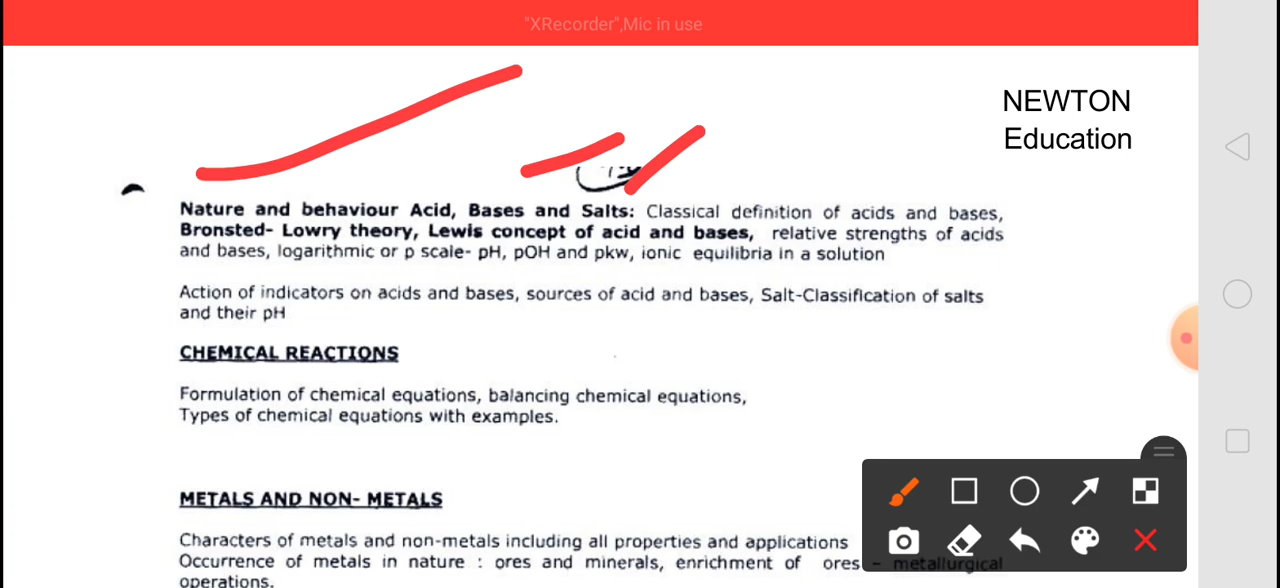 "XRecorder",Mic in use
NEWTON
Education
Nature and behaviour Acid, Bases and Salts: Classical definition of acids and bases,
Bronsted- Lowry theory, Lewis concept of acid and bases, relative strengths of acids
and bases, logarithmic or p scale- pH, pOH and pkw, ionic equilibria in a solution
Action of indicators on acids and bases, sources of acid and bases, Salt-Classification of salts
and their pH
CHEMICAL REACTIONS
Formulation of chemical equations, balancing chemical equations,
Types of chemical equations with examples.
METALS AND NON- METALS
Characters of metals and non-metals including all properties and applications
Occurrence of metals in nature : ores and minerals, enrichment of ores - metallurgical
operations.